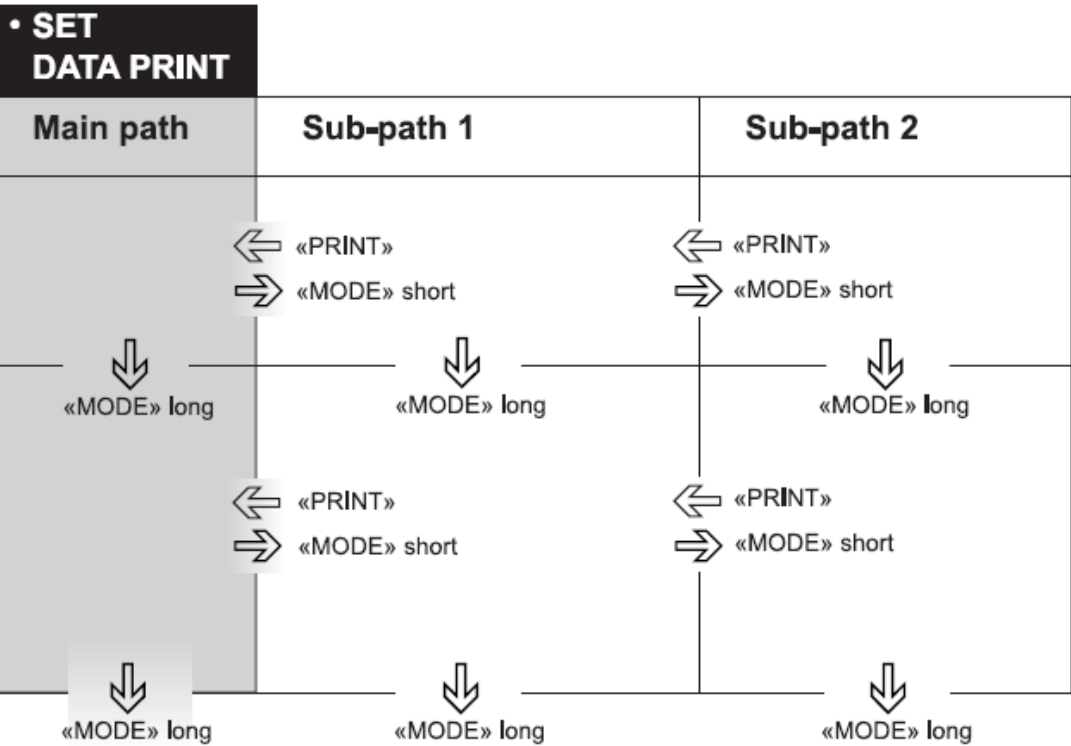 • SET
DATA PRINT
Main path
Sub-path 1
Sub-path 2
«PRINT»
«PRINT»
«MODE» short
«MODE» short
«MODE» long
«MODE» long
«MODE» long
«PRINT»
«PRINT»
«MODE» short
«MODE» short
«MODE» long
«MODE» long
«MODE» long